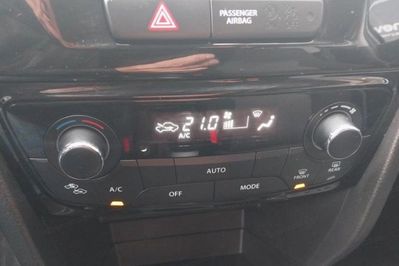 PASSENGER
AIRBAG
21.0
A/C
AUTO
A/C
OFF
MODE
FRONT
REAR